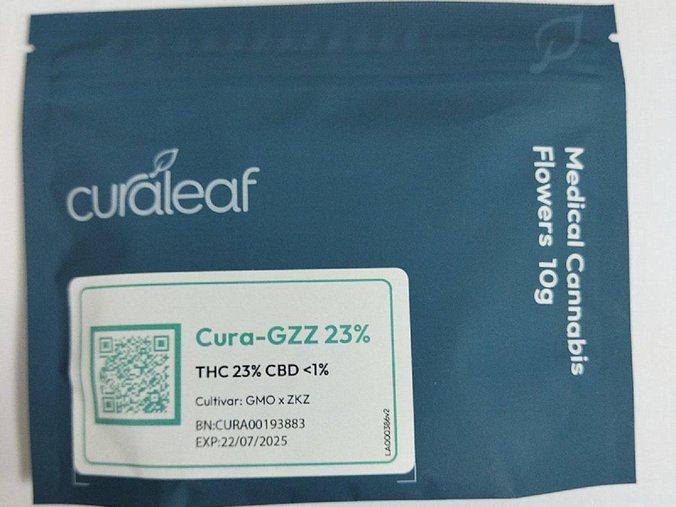 curaleaf
Medical Cannabis
Flowers 10g
Cura-GZZ 23%
THC 23% CBD <1%
Cultivar: GMO x ZKZ
BN:CURA00193883
EXP:22/07/2025
LA000386v2